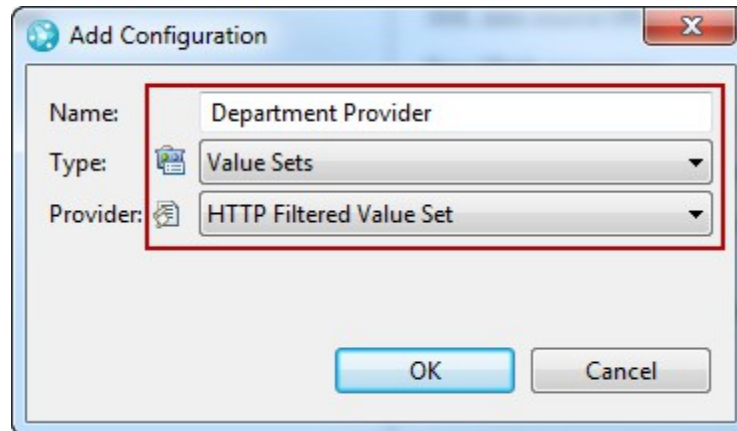 Add Configuration
Name: Department Provider
Type: Value Sets
Provider: HTTP Filtered Value Set
OK Cancel